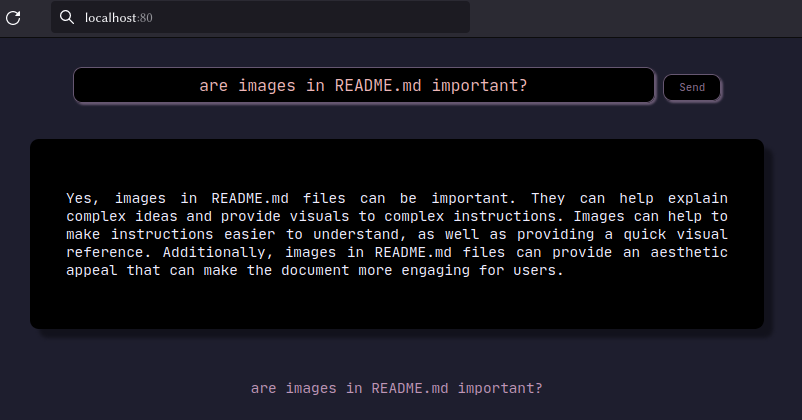 localhost:80
are images in README.md important?
Send
Yes, images in README.md files can be important. They can help explain
complex ideas and provide visuals to complex instructions. Images can help to
make instructions easier to understand, as well as providing a quick visual
reference. Additionally, images in README.md files can provide an aesthetic
appeal that can make the document more engaging for users.
are images in README.md important?